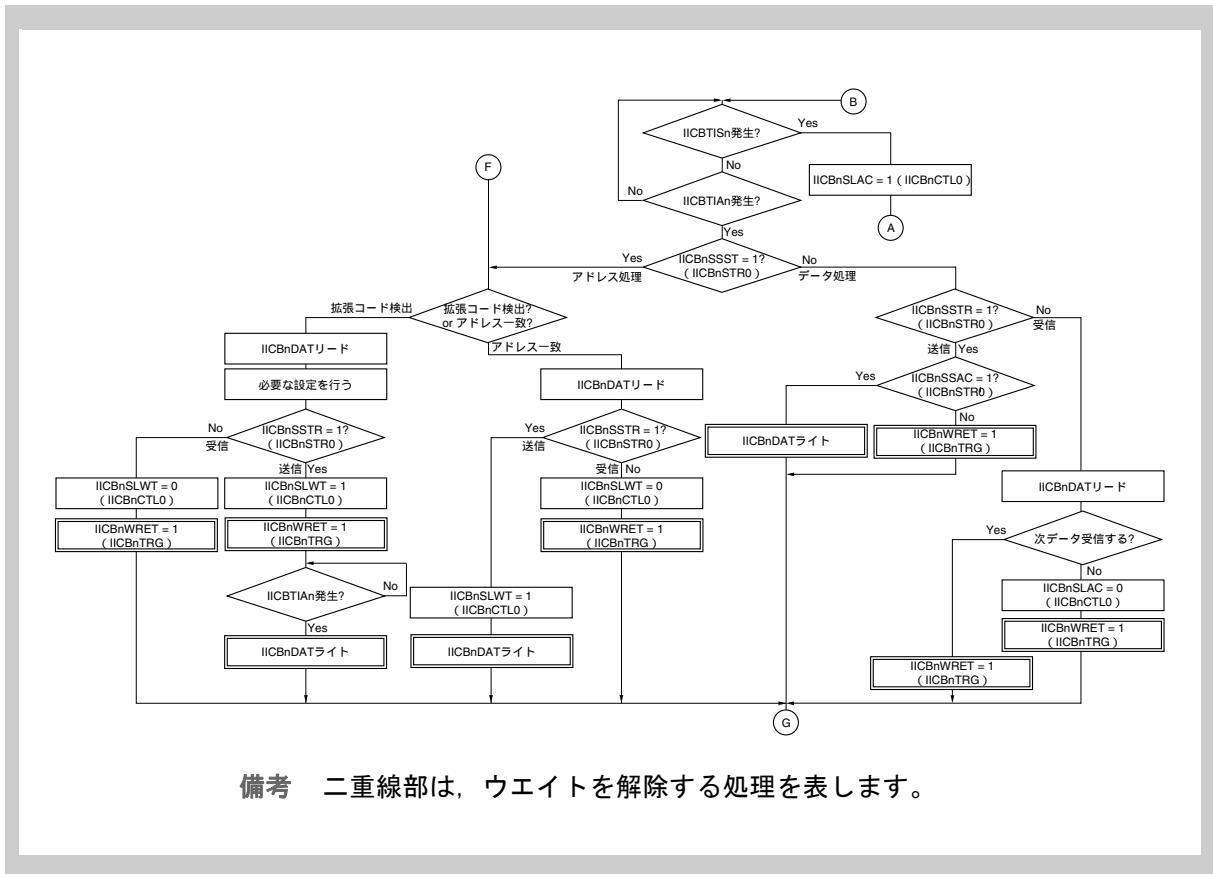 B
IICBTISn発生?
Yes
No
F
IICBnSLAC = 1 ( IICBnCTL0 )
IICBTIAn発生?
No
Yes
A
IICBnSSST = 1?
( IICBnSTR0 )
Yes
アドレス処理
No
データ処理
拡張コード検出?
or アドレス一致?
拡張コード検出
アドレス一致
IICBnSSTR = 1?
( IICBnSTR0 )
No
受信
送信 Yes
IICBnDATリード
必要な設定を行う
IICBnDATリード
IICBnSSAC = 1?
( IICBnSTR0 )
Yes
No
IICBnSSTR = 1?
( IICBnSTR0 )
No
受信
送信 Yes
IICBnSSTR = 1?
( IICBnSTR0 )
Yes
送信
受信 No
IICBnDATライト
IICBnWRET = 1
( IICBnTRG )
IICBnSLWT = 0
( IICBnCTL0 )
IICBnSLWT = 1
( IICBnCTL0 )
IICBnSLWT = 0
( IICBnCTL0 )
IICBnDATリード
IICBnWRET = 1
( IICBnTRG )
IICBnWRET = 1
( IICBnTRG )
IICBnWRET = 1
( IICBnTRG )
次データ受信する?
Yes
No
IICBTIAn発生?
No
Yes
IICBnSLWT = 1
( IICBnCTL0 )
IICBnSLAC = 0
( IICBnCTL0 )
IICBnWRET = 1
( IICBnTRG )
IICBnDATライト
IICBnDATライト
IICBnWRET = 1
( IICBnTRG )
G
備考 二重線部は，ウエイトを解除する処理を表します。